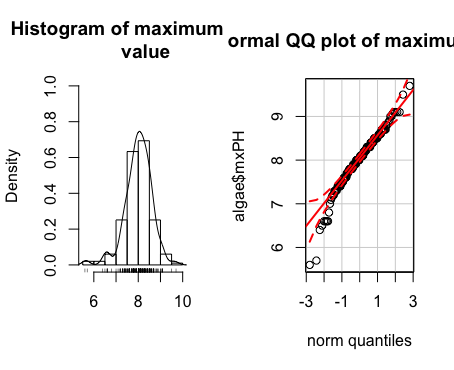 Histogram of maximum
value
ormal QQ plot of maximu
Density
0.0 0.2 0.4 0.6 0.8 1.0
6 8 10
algae$mxPH
6 7 8 9
-3 -1 1 3
norm quantiles